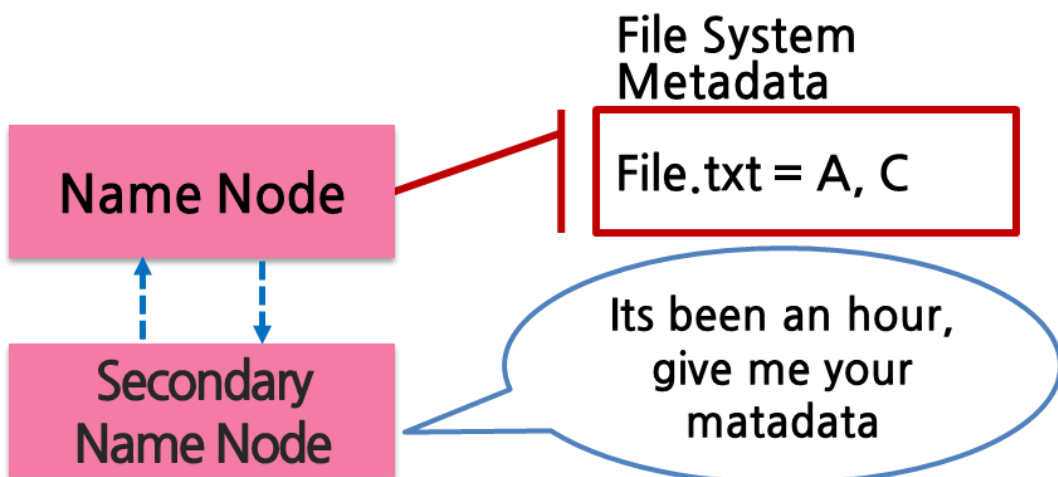 File System
Metadata
Name Node
File.txt = A, C
Its been an hour,
give me your
matadata
Secondary
Name Node